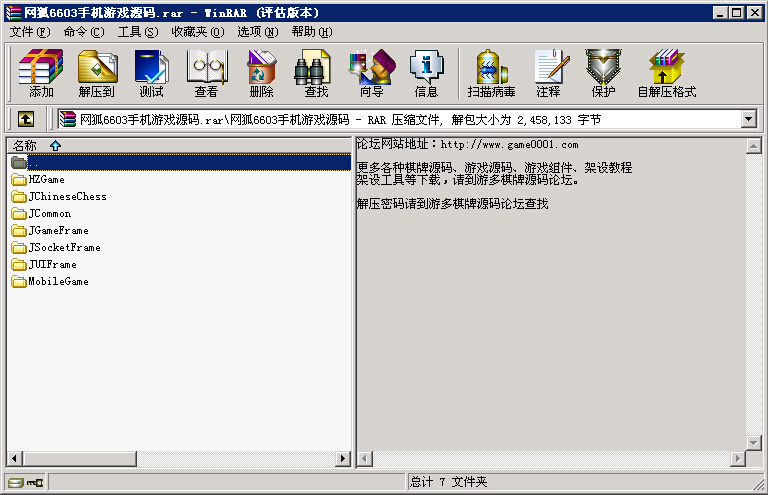 网狐6603手机游戏源码.rar - WinRAR (评估版本)
文件(F) 命令(C) 工具(S) 收藏夹(O) 选项(N) 帮助(H)
添加 解压到 测试 查看 删除 查找 向导 信息 扫描病毒 注释 保护 自解压格式
网狐6603手机游戏源码.rar\网狐6603手机游戏源码 - RAR 压缩文件, 解包大小为 2,458,133 字节
名称
..
HZGame
JChineseChess
JCommon
JGameFrame
JSocketFrame
JUIFrame
MobileGame
论坛网站地址：http://www.game0001.com
更多各种棋牌源码、游戏源码、游戏组件、架设教程
架设工具等下载，请到游多棋牌源码论坛。
解压密码请到游多棋牌源码论坛查找
总计 7 文件夹